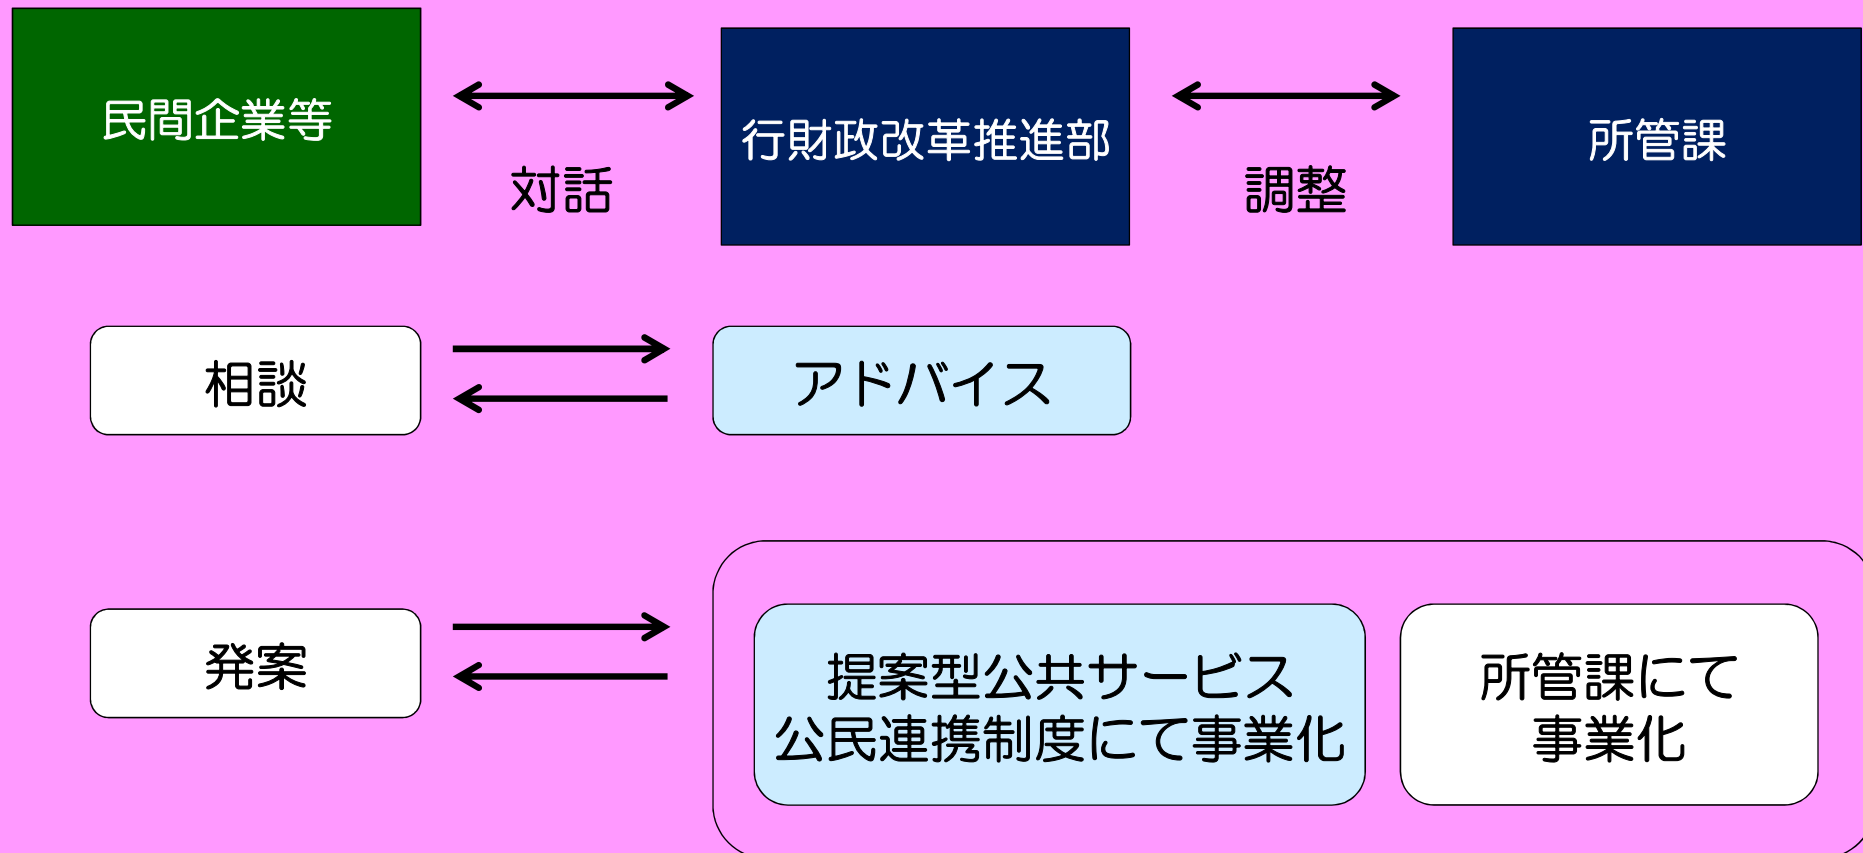 民間企業等
対話
行財政改革推進部
調整
所管課
相談
アドバイス
発案
提案型公共サービス
公民連携制度にて事業化
所管課にて
事業化